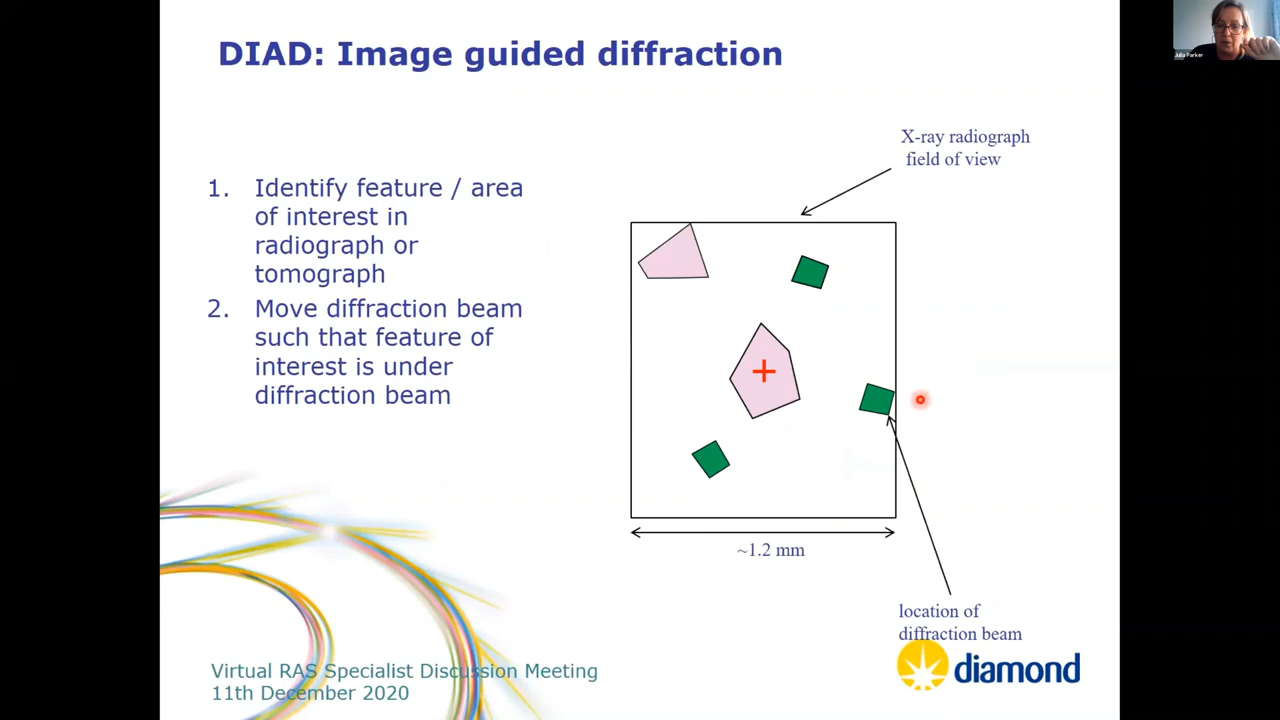 DIAD: Image guided diffraction
Julia Parker
1. Identify feature / area
of interest in
radiograph or
tomograph
2. Move diffraction beam
such that feature of
interest is under
diffraction beam
X-ray radiograph
field of view
~1.2 mm
location of
diffraction beam
Virtual RAS Specialist Discussion Meeting
11th December 2020
diamond